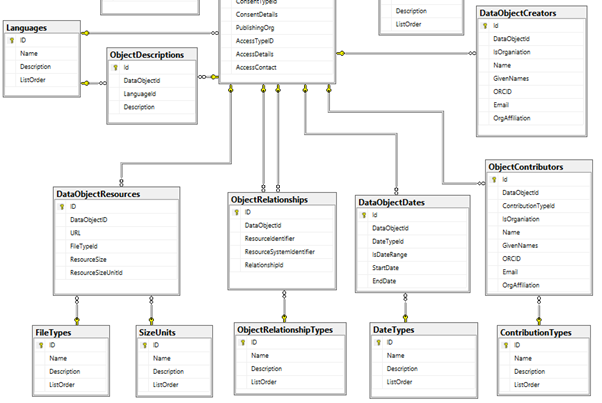 ConsentTypeId
ConsentDetails
PublishingOrg
AccessTypeID
AccessDetails
AccessContact
Description
ListOrder
DataObjectCreators
Id
DataObjectId
IsOrganiation
Name
GivenNames
ORCID
Email
OrgAffiliation
Languages
ID
Name
Description
ListOrder
ObjectDescriptions
Id
DataObjectId
LanguageId
Description
DataObjectResources
ID
DataObjectID
URL
FileTypeId
ResourceSize
ResourceSizeUnitId
ObjectRelationships
ID
DataObjectId
ResourceIdentifier
ResourceSystemIdentifier
RelationshipId
DataObjectDates
Id
DataObjectId
DateTypeId
IsDateRange
StartDate
EndDate
ObjectContributors
Id
DataObjectId
ContributionTypeId
IsOrganiation
Name
GivenNames
ORCID
Email
OrgAffiliation
FileTypes
ID
Name
Description
ListOrder
SizeUnits
ID
Name
Description
ListOrder
ObjectRelationshipTypes
ID
Name
Description
ListOrder
DateTypes
ID
Name
Description
ListOrder
ContributionTypes
ID
Name
Description
ListOrder